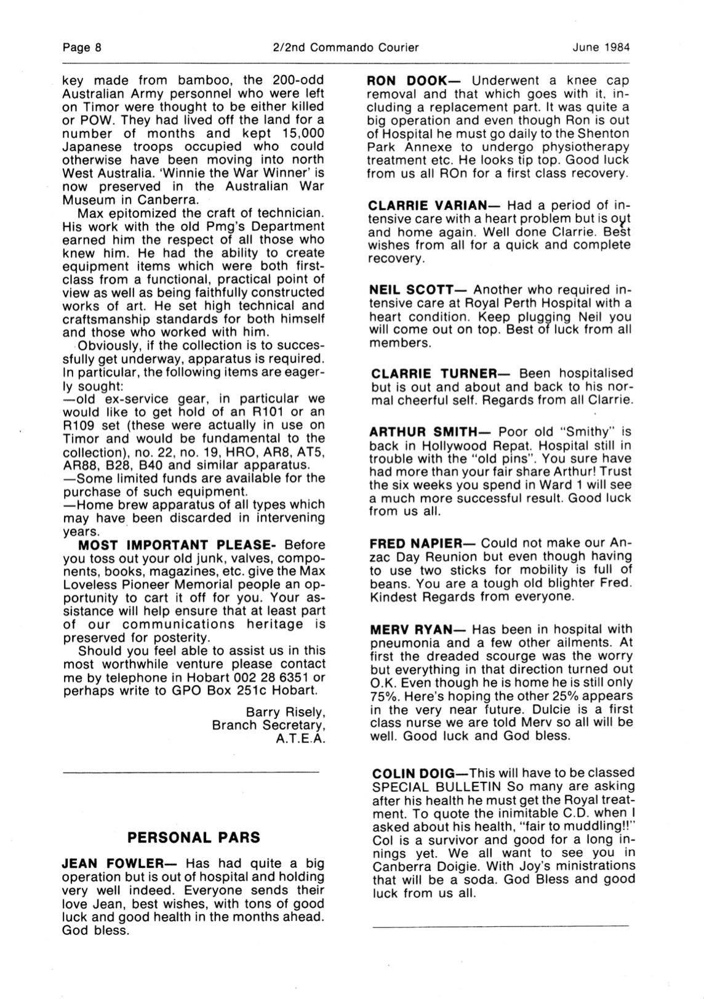 Page 8
2/2nd Commando Courier
June 1984
key made from bamboo, the 200-odd
Australian Army personnel who were left
on Timor were thought to be either killed
or POW. They had lived off the land for a
number of months and kept 15,000
Japanese troops occupied who could
otherwise have been moving into north
West Australia. 'Winnie the War Winner' is
now preserved in the Australian War
Museum in Canberra.
Max epitomized the craft of technician.
His work with the old Pmg's Department
earned him the respect of all those who
knew him. He had the ability to create
equipment items which were both first-
class from a functional, practical point of
view as well as being faithfully constructed
works of art. He set high technical and
craftsmanship standards for both himself
and those who worked with him.
Obviously, if the collection is to succes-
sfully get underway, apparatus is required.
In particular, the following items are eager-
ly sought:
—old ex-service gear, in particular we
would like to get hold of an R101 or an
R109 set (these were actually in use on
Timor and would be fundamental to the
collection), no. 22, no. 19, HRO, AR8, AT5,
AR88, B28, B40 and similar apparatus.
—Some limited funds are available for the
purchase of such equipment.
—Home brew apparatus of all types which
may have been discarded in intervening
years.
MOST IMPORTANT PLEASE- Before
you toss out your old junk, valves, compo-
nents, books, magazines, etc. give the Max
Loveless Pioneer Memorial people an op-
portunity to cart it off for you. Your as-
sistance will help ensure that at least part
of our communications heritage is
preserved for posterity.
Should you feel able to assist us in this
most worthwhile venture please contact
me by telephone in Hobart 002 28 6351 or
perhaps write to GPO Box 251c Hobart.
Barry Risely,
Branch Secretary,
A.T.E.A.
PERSONAL PARS
JEAN FOWLER— Has had quite a big
operation but is out of hospital and holding
very well indeed. Everyone sends their
love Jean, best wishes, with tons of good
luck and good health in the months ahead.
God bless.
RON DOOK— Underwent a knee cap
removal and that which goes with it, in-
cluding a replacement part. It was quite a
big operation and even though Ron is out
of Hospital he must go daily to the Shenton
Park Annexe to undergo physiotherapy
treatment etc. He looks tip top. Good luck
from us all ROn for a first class recovery.
CLARRIE VARIAN— Had a period of in-
tensive care with a heart problem but is out
and home again. Well done Clarrie. Best
wishes from all for a quick and complete
recovery.
NEIL SCOTT— Another who required in-
tensive care at Royal Perth Hospital with a
heart condition. Keep plugging Neil you
will come out on top. Best of luck from all
members.
CLARRIE TURNER— Been hospitalised
but is out and about and back to his nor-
mal cheerful self. Regards from all Clarrie.
ARTHUR SMITH— Poor old "Smithy" is
back in Hollywood Repat. Hospital still in
trouble with the "old pins". You sure have
had more than your fair share Arthur! Trust
the six weeks you spend in Ward 1 will see
a much more successful result. Good luck
from us all.
FRED NAPIER— Could not make our An-
zac Day Reunion but even though having
to use two sticks for mobility is full of
beans. You are a tough old blighter Fred.
Kindest Regards from everyone.
MERV RYAN— Has been in hospital with
pneumonia and a few other ailments. At
first the dreaded scourge was the worry
but everything in that direction turned out
O.K. Even though he is home he is still only
75%. Here's hoping the other 25% appears
in the very near future. Dulcie is a first
class nurse we are told Merv so all will be
well. Good luck and God bless.
COLIN DOIG—This will have to be classed
SPECIAL BULLETIN So many are asking
after his health he must get the Royal treat-
ment. To quote the inimitable C.D. when I
asked about his health, "fair to muddling!!"
Col is a survivor and good for a long in-
nings yet. We all want to see you in
Canberra Doigie. With Joy's ministrations
that will be a soda. God Bless and good
luck from us all.